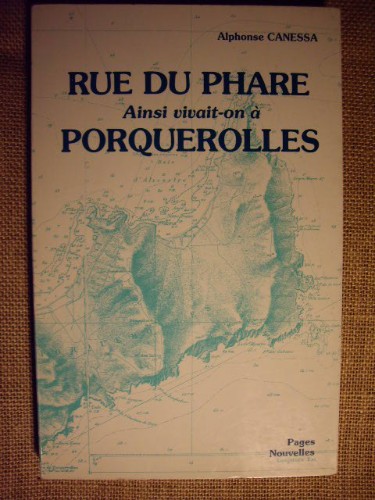 Alphonse CANESSA
RUE DU PHARE
Ainsi vivait-on à
PORQUEROLLES
Pages
Nouvelles